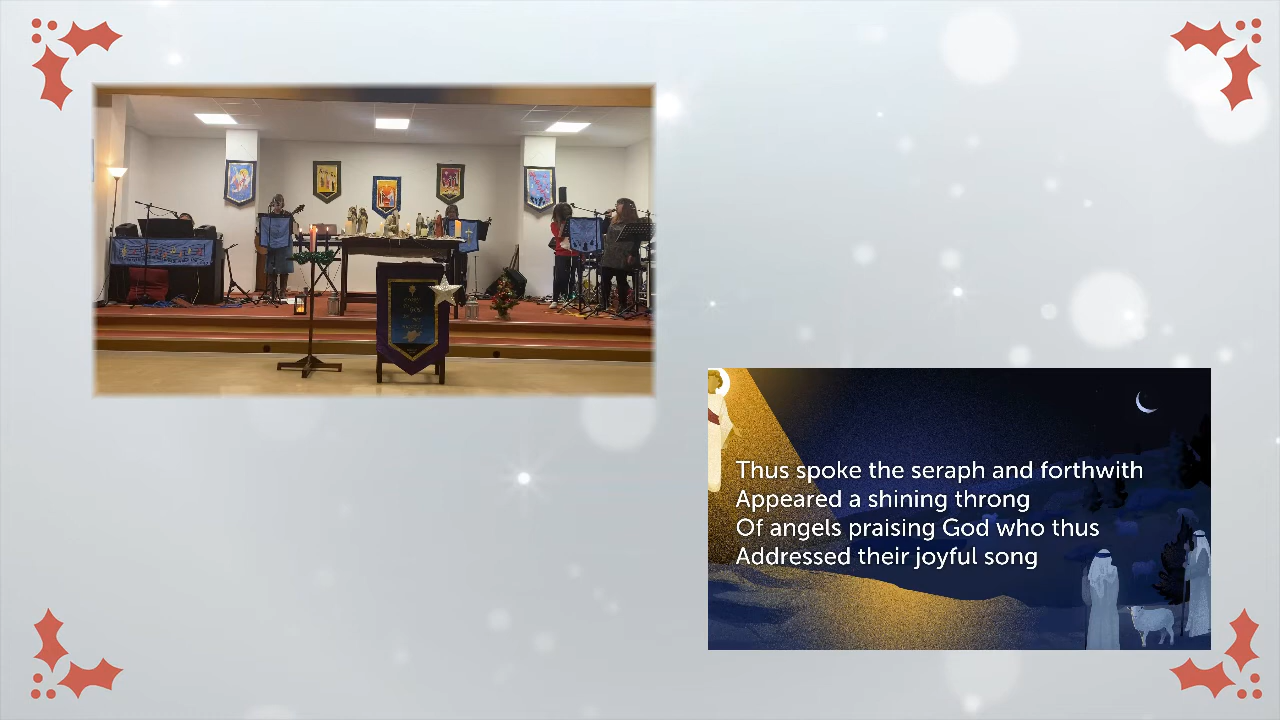 Thus spoke the seraph and forthwith
Appeared a shining throng
Of angels praising God who thus
Addressed their joyful song